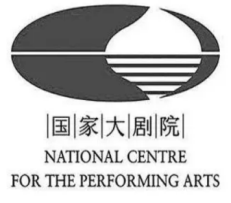 |国|家|大|剧|院|
NATIONAL CENTRE
FOR THE PERFORMING ARTS